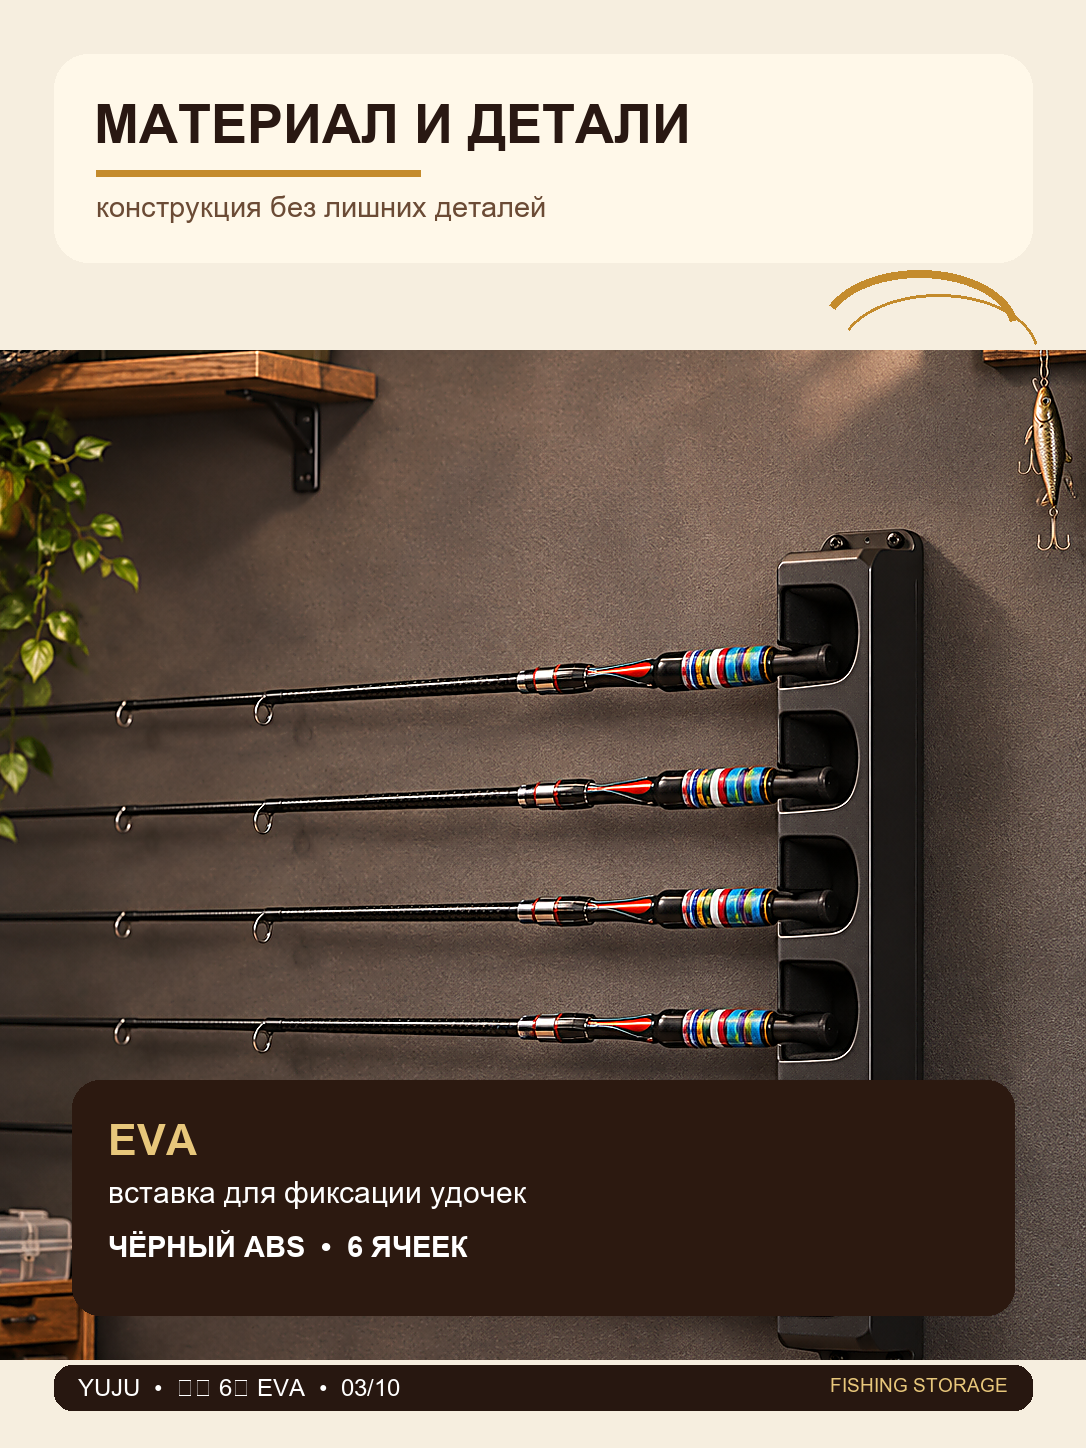 МАТЕРИАЛ И ДЕТАЛИ
конструкция без лишних деталей
EVA
вставка для фиксации удочек
ЧЁРНЫЙ ABS • 6 ЯЧЕЕК
YUJU • 6 EVA • 03/10
FISHING STORAGE